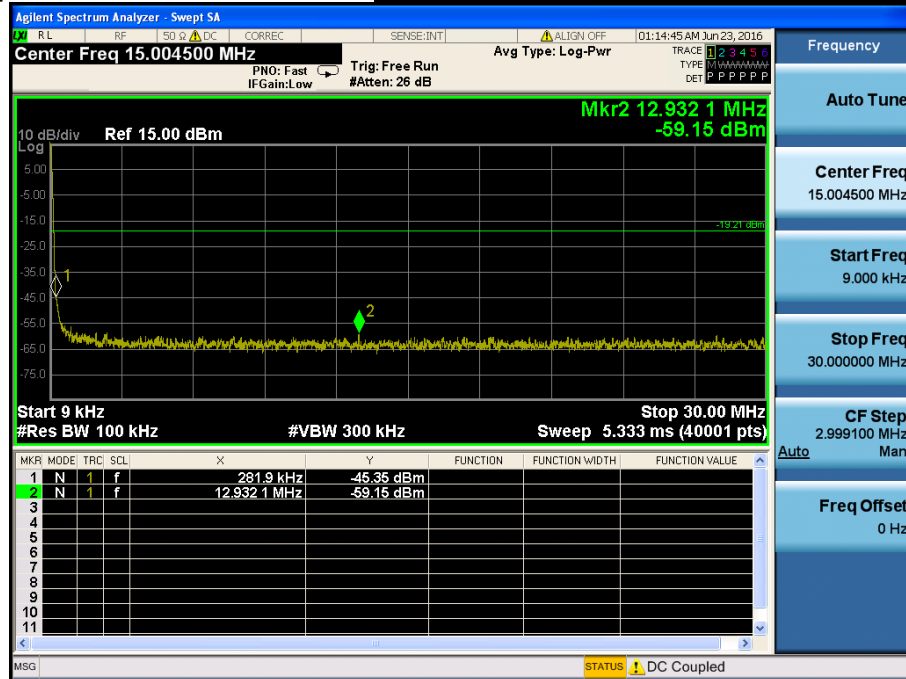 Agilent Spectrum Analyzer - Swept SA
LXI RL RF 50 Ω DC CORREC SENSE:INT ALIGN OFF 01:14:45 AM Jun 23, 2016
Center Freq 15.004500 MHz
PNO: Fast
IFGain:Low
Trig: Free Run
#Atten: 26 dB
Avg Type: Log-Pwr
TRACE 1 2 3 4 5 6
TYPE M W W W W W
DET P P P P P P
Mkr2 12.932 1 MHz
-59.15 dBm
10 dB/div Ref 15.00 dBm
Log
5.00
-5.00
-15.0
-19.21 dBm
-25.0
-35.0
1
-45.0
2
-55.0
-65.0
-75.0
Start 9 kHz Stop 30.00 MHz
#Res BW 100 kHz #VBW 300 kHz Sweep 5.333 ms (40001 pts)
MKR MODE TRC SCL X Y FUNCTION FUNCTION WIDTH FUNCTION VALUE
1 N 1 f 281.9 kHz -45.35 dBm
2 N 1 f 12.932 1 MHz -59.15 dBm
3
4
5
6
7
8
9
10
11
MSG STATUS DC Coupled
Frequency
Auto Tune
Center Freq
15.004500 MHz
Start Freq
9.000 kHz
Stop Freq
30.000000 MHz
CF Step
2.999100 MHz
Auto Man
Freq Offset
0 Hz